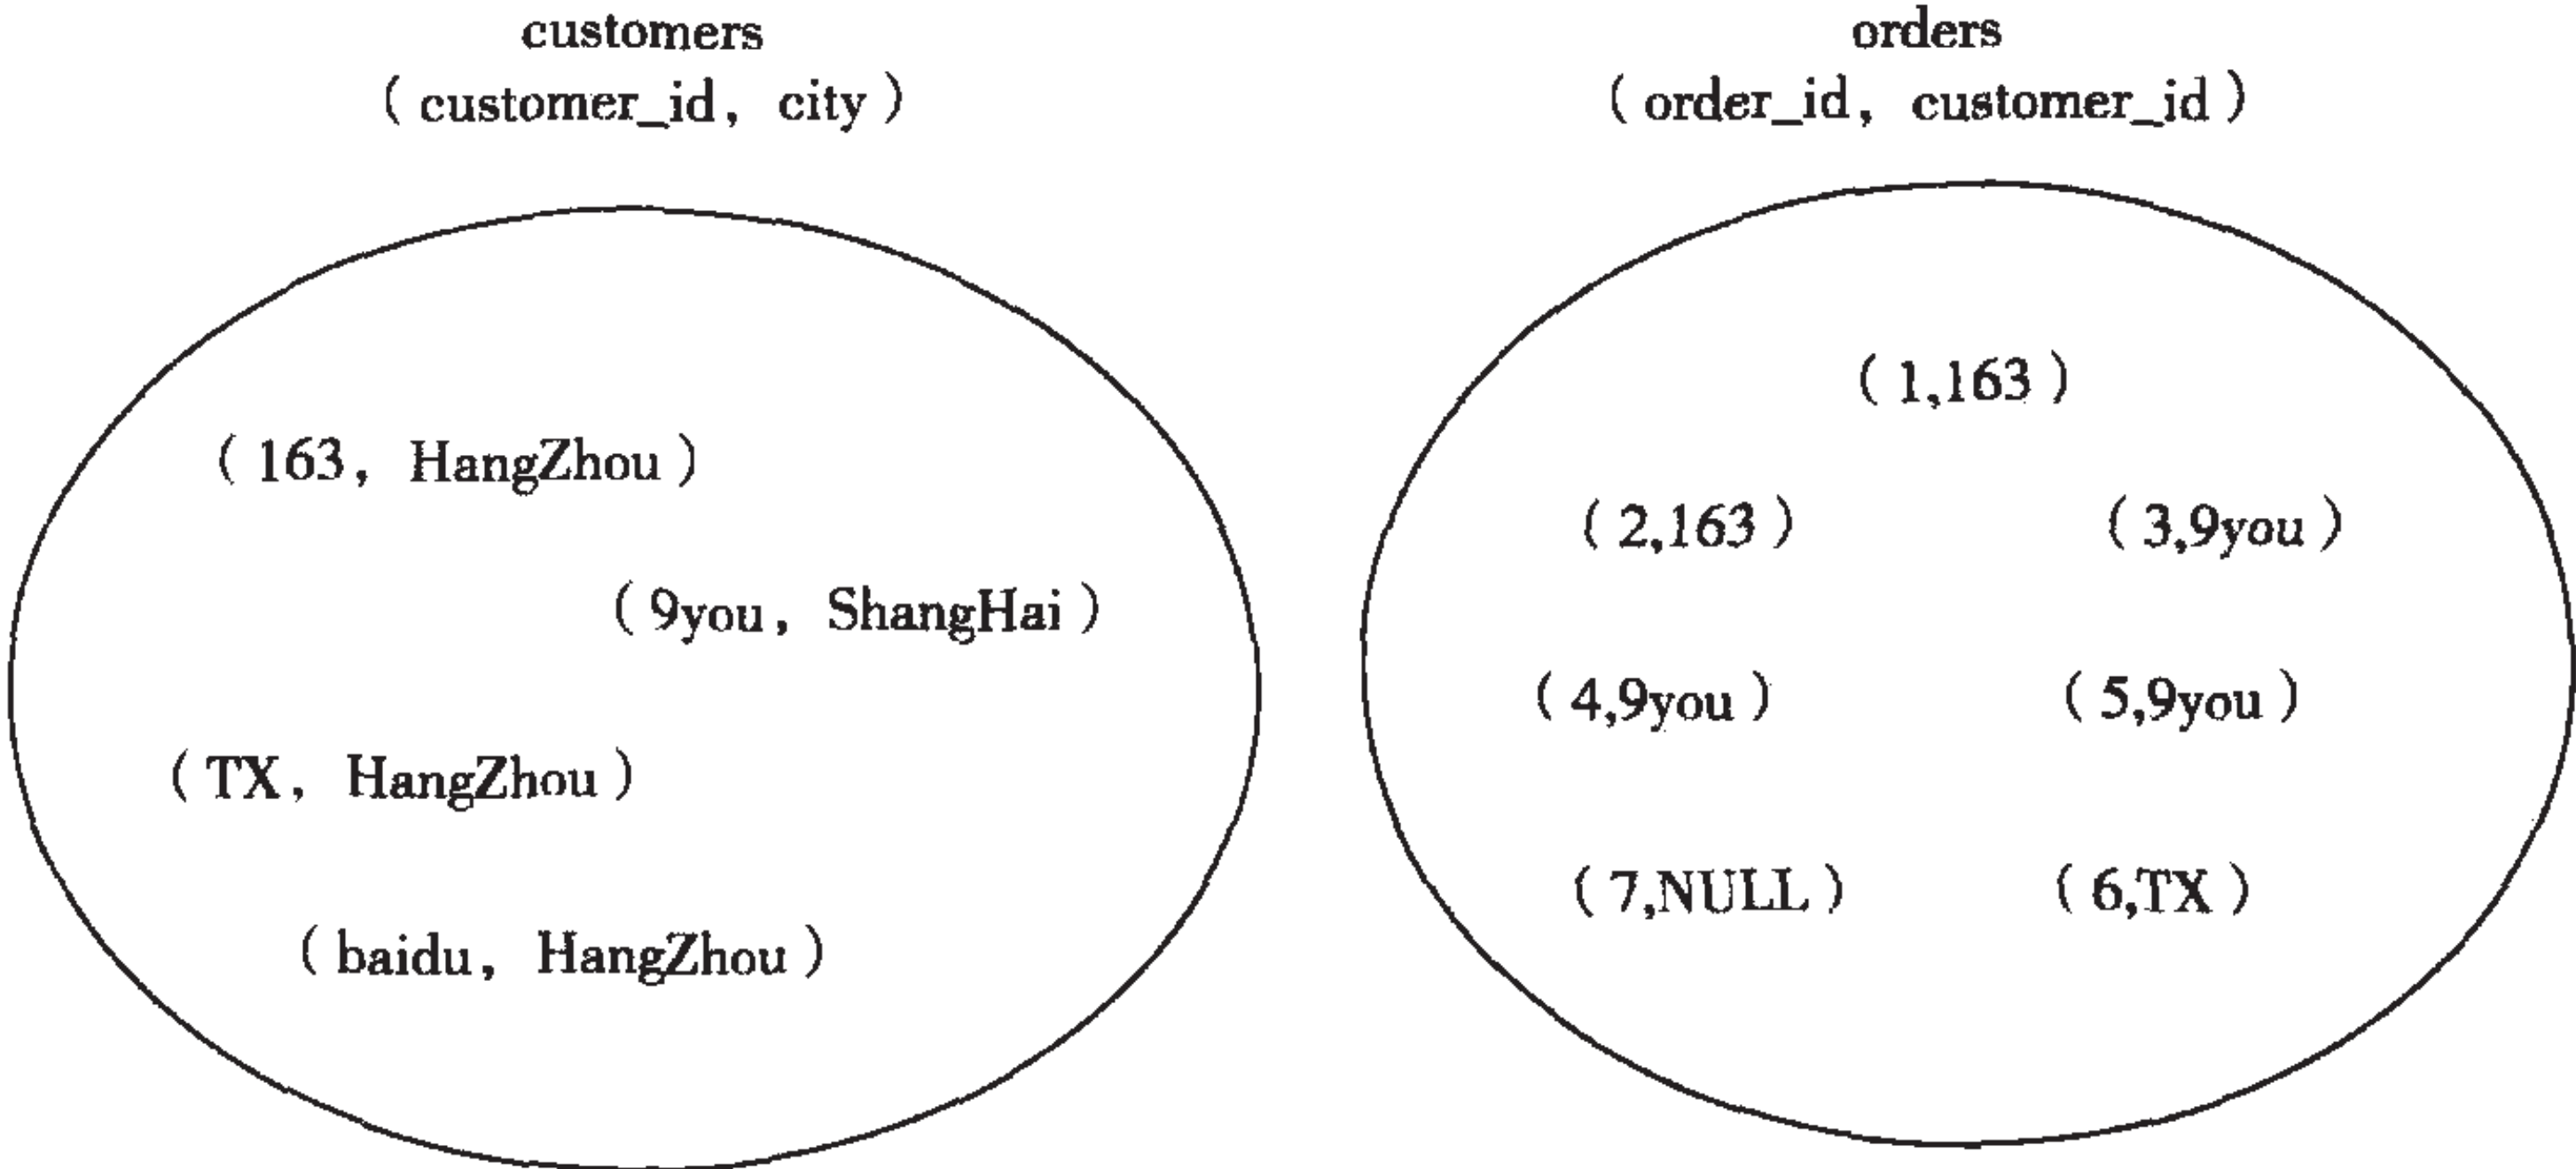 customers
（customer_id，city）
（163，HangZhou）
（9you，ShangHai）
（TX，HangZhou）
（baidu，HangZhou）
orders
（order_id，customer_id）
（1,163）
（2,163）
（3,9you）
（4,9you）
（5,9you）
（7,NULL）
（6,TX）